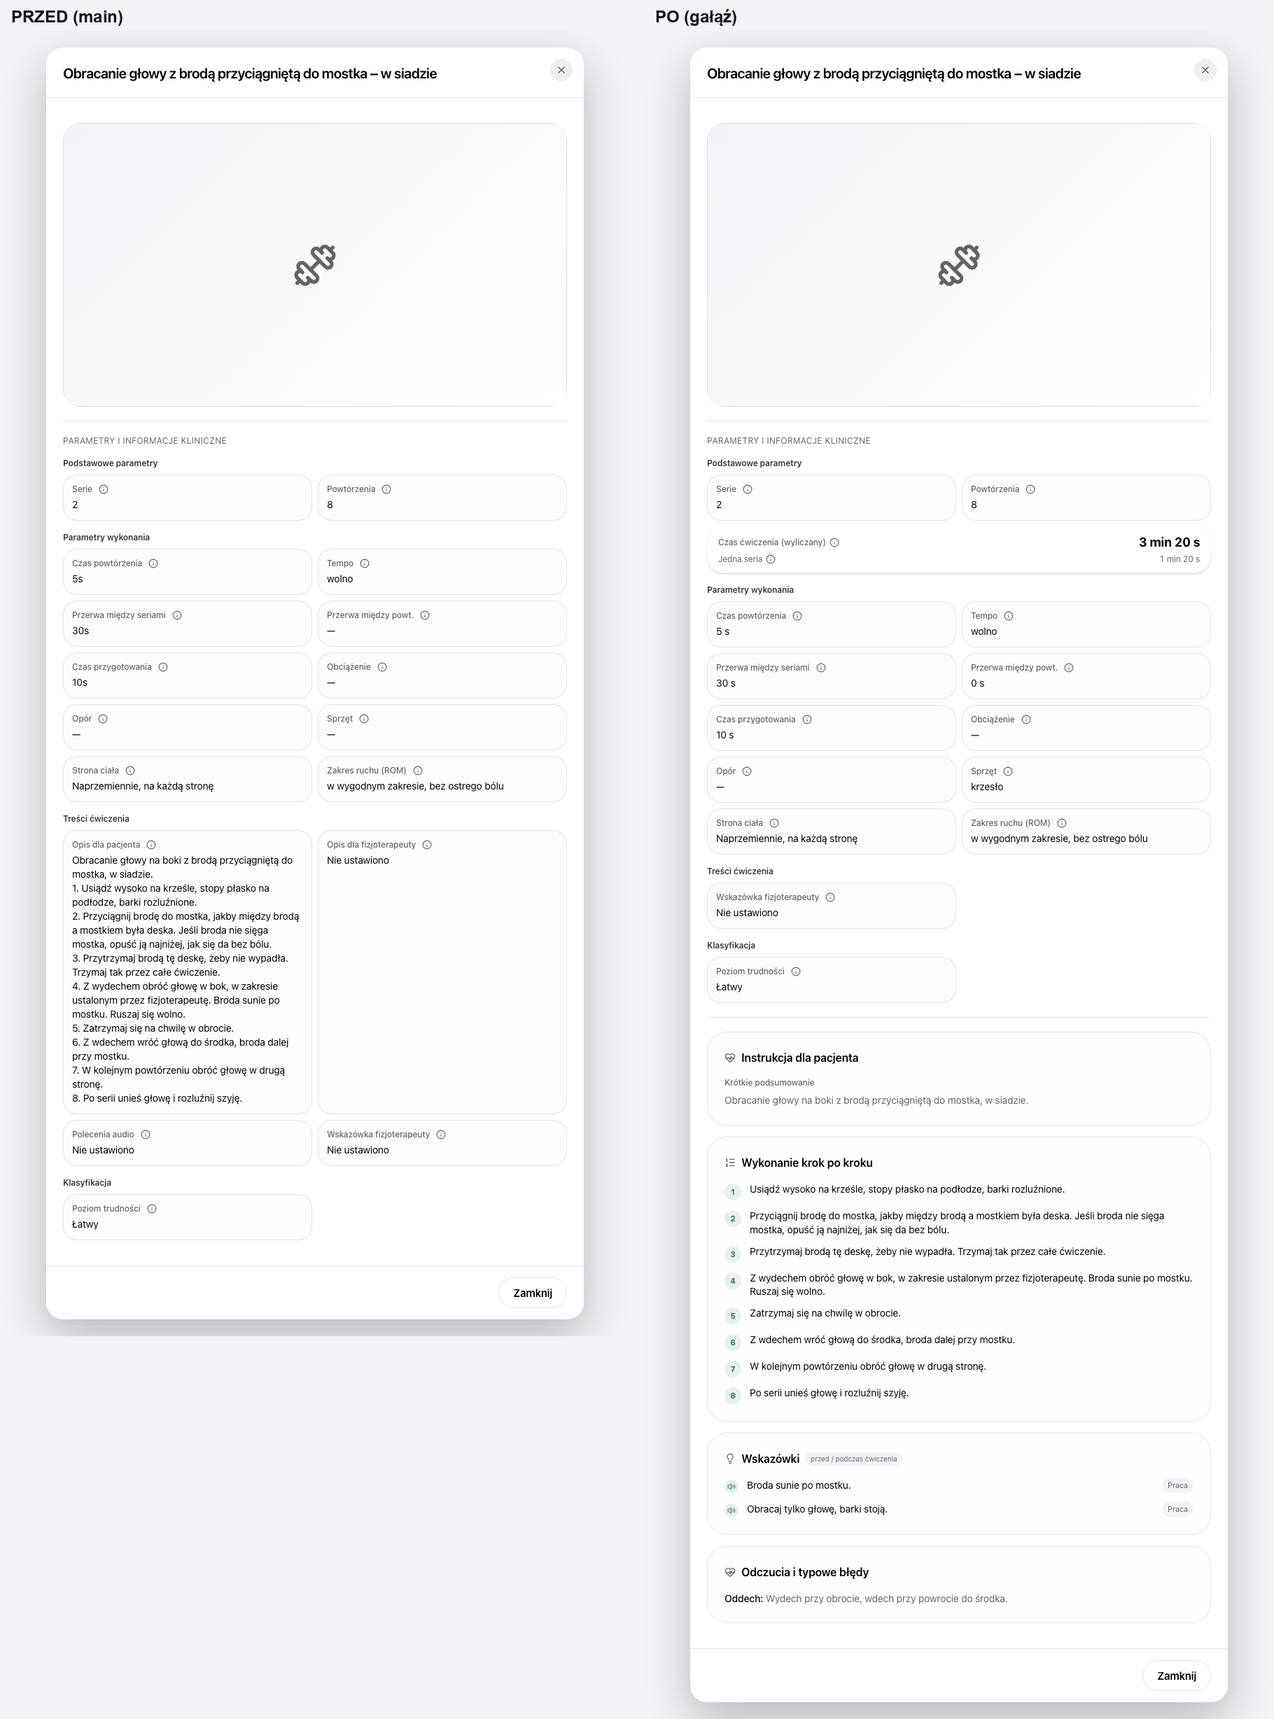 PRZED (main)
Obracanie głowy z brodą przyciągniętą do mostka – w siadzie
PARAMETRY I INFORMACJE KLINICZNE
Podstawowe parametry
Serie
2
Powtórzenia
8
Parametry wykonania
Czas powtórzenia
5s
Tempo
wolno
Przerwa między seriami
30s
Przerwa między powt.
—
Czas przygotowania
10s
Obciążenie
—
Opór
—
Sprzęt
—
Strona ciała
Naprzemiennie, na każdą stronę
Zakres ruchu (ROM)
w wygodnym zakresie, bez ostrego bólu
Treści ćwiczenia
Opis dla pacjenta
Obracanie głowy na boki z brodą przyciągniętą do
mostka, w siadzie.
1. Usiądź wysoko na krześle, stopy płasko na
podłodze, barki rozluźnione.
2. Przyciągnij brodę do mostka, jakby między brodą
a mostkiem była deska. Jeśli broda nie sięga
mostka, opuść ją najniżej, jak się da bez bólu.
3. Przytrzymaj brodą tę deskę, żeby nie wypadła.
Trzymaj tak przez całe ćwiczenie.
4. Z wydechem obróć głowę w bok, w zakresie
ustalonym przez fizjoterapeutę. Broda sunie po
mostku. Ruszaj się wolno.
5. Zatrzymaj się na chwilę w obrocie.
6. Z wdechem wróć głową do środka, broda dalej
przy mostku.
7. W kolejnym powtórzeniu obróć głowę w drugą
stronę.
8. Po serii unieś głowę i rozluźnij szyję.
Opis dla fizjoterapeuty
Nie ustawiono
Polecenia audio
Nie ustawiono
Wskazówka fizjoterapeuty
Nie ustawiono
Klasyfikacja
Poziom trudności
Łatwy
Zamknij
PO (gałąź)
Obracanie głowy z brodą przyciągniętą do mostka – w siadzie
PARAMETRY I INFORMACJE KLINICZNE
Podstawowe parametry
Serie
2
Powtórzenia
8
Czas ćwiczenia (wyliczany)
3 min 20 s
Jedna seria
1 min 20 s
Parametry wykonania
Czas powtórzenia
5 s
Tempo
wolno
Przerwa między seriami
30 s
Przerwa między powt.
0 s
Czas przygotowania
10 s
Obciążenie
—
Opór
—
Sprzęt
krzesło
Strona ciała
Naprzemiennie, na każdą stronę
Zakres ruchu (ROM)
w wygodnym zakresie, bez ostrego bólu
Treści ćwiczenia
Wskazówka fizjoterapeuty
Nie ustawiono
Klasyfikacja
Poziom trudności
Łatwy
Instrukcja dla pacjenta
Krótkie podsumowanie
Obracanie głowy na boki z brodą przyciągniętą do mostka, w siadzie.
Wykonanie krok po kroku
1 Usiądź wysoko na krześle, stopy płasko na podłodze, barki rozluźnione.
2 Przyciągnij brodę do mostka, jakby między brodą a mostkiem była deska. Jeśli broda nie sięga
mostka, opuść ją najniżej, jak się da bez bólu.
3 Przytrzymaj brodą tę deskę, żeby nie wypadła. Trzymaj tak przez całe ćwiczenie.
4 Z wydechem obróć głowę w bok, w zakresie ustalonym przez fizjoterapeutę. Broda sunie po mostku.
Ruszaj się wolno.
5 Zatrzymaj się na chwilę w obrocie.
6 Z wdechem wróć głową do środka, broda dalej przy mostku.
7 W kolejnym powtórzeniu obróć głowę w drugą stronę.
8 Po serii unieś głowę i rozluźnij szyję.
Wskazówki przed / podczas ćwiczenia
Broda sunie po mostku. Praca
Obracaj tylko głowę, barki stoją. Praca
Odczucia i typowe błędy
Oddech: Wydech przy obrocie, wdech przy powrocie do środka.
Zamknij